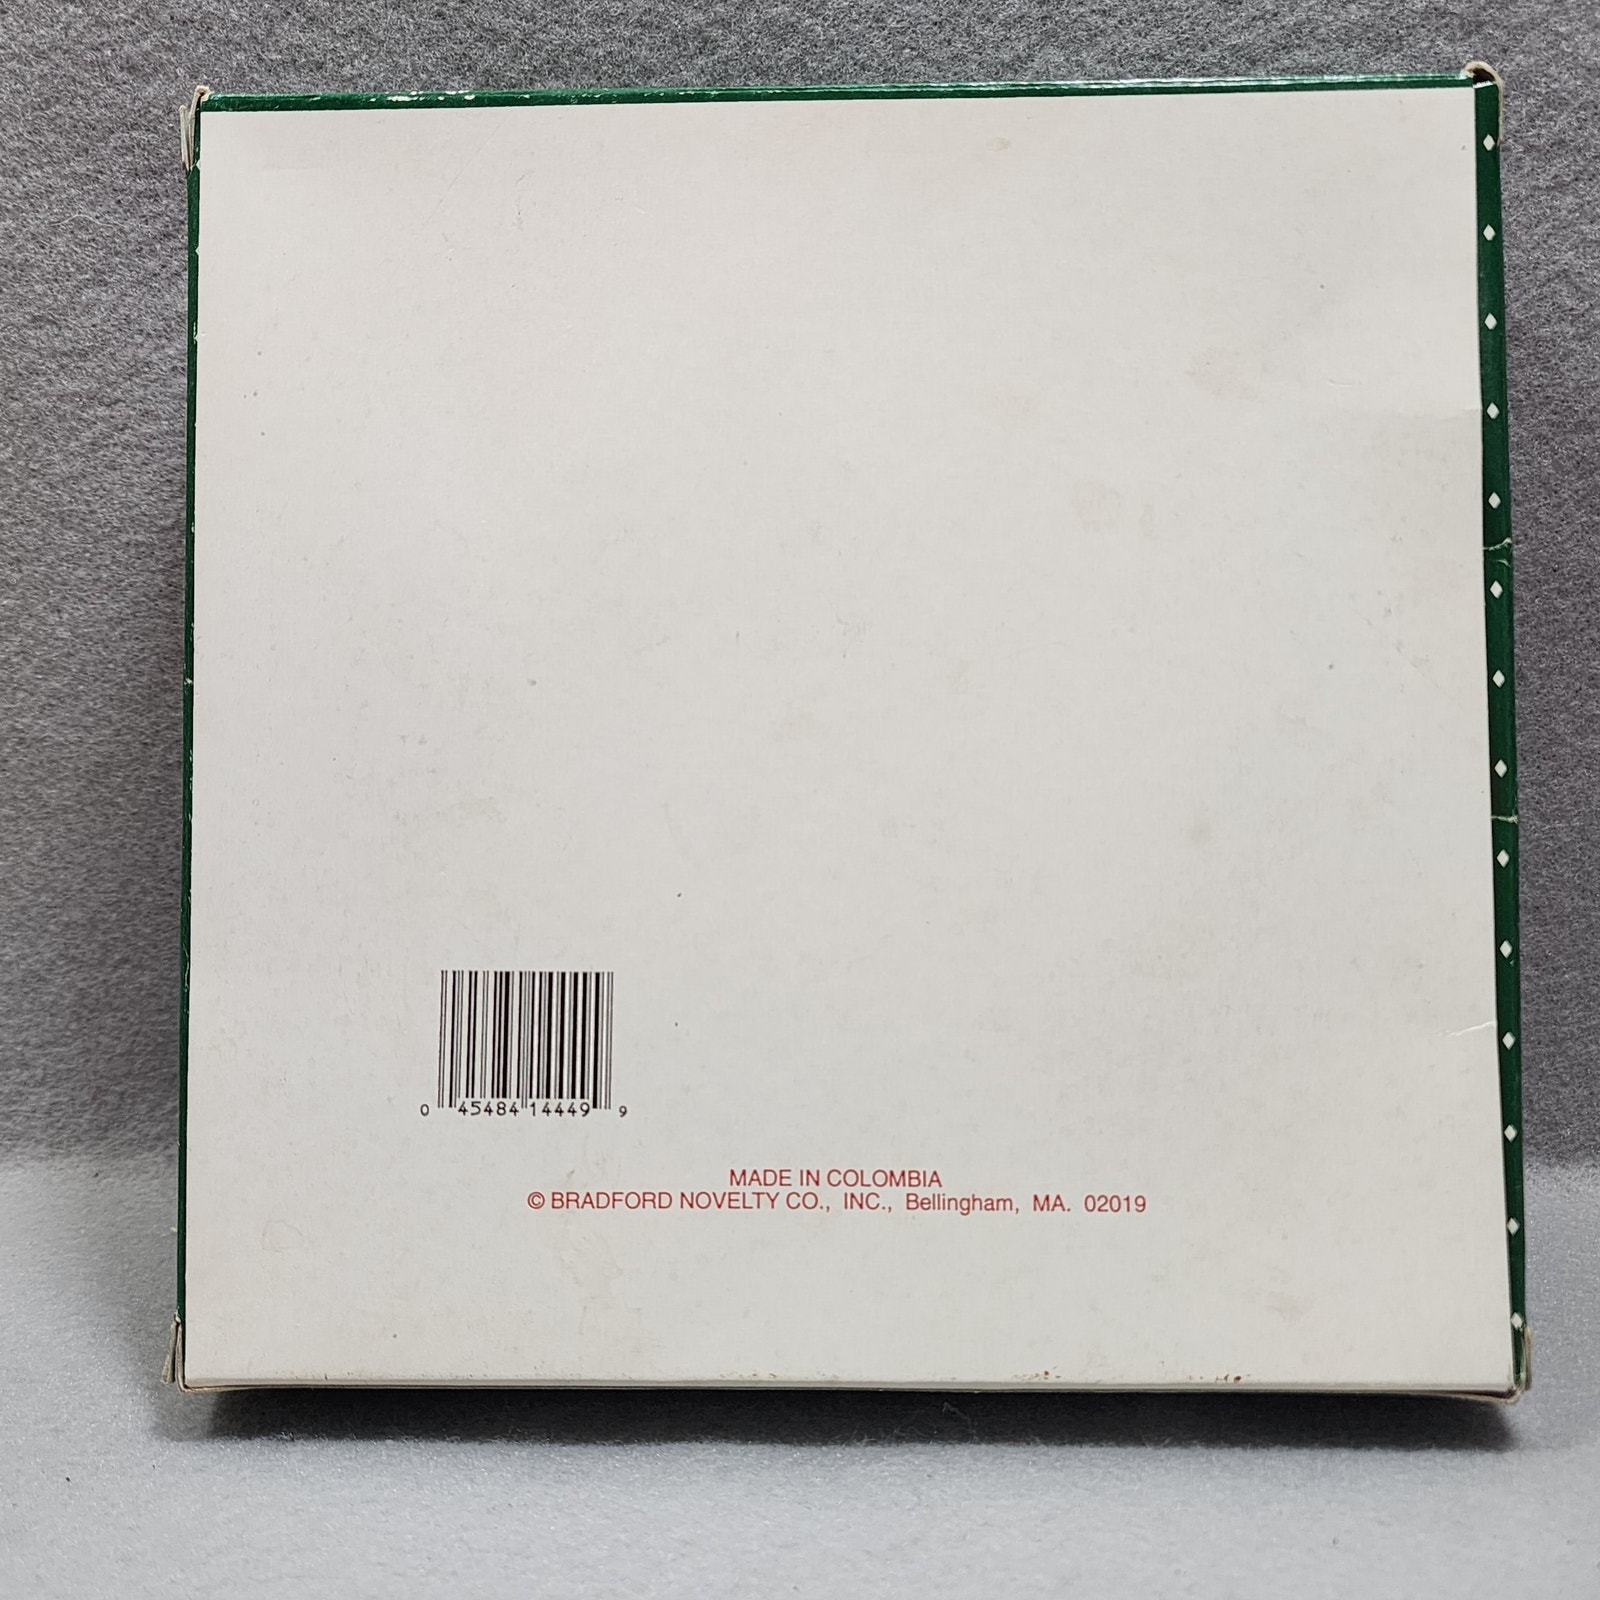 0 45484 14449 9
MADE IN COLOMBIA
© BRADFORD NOVELTY CO., INC., Bellingham, MA. 02019